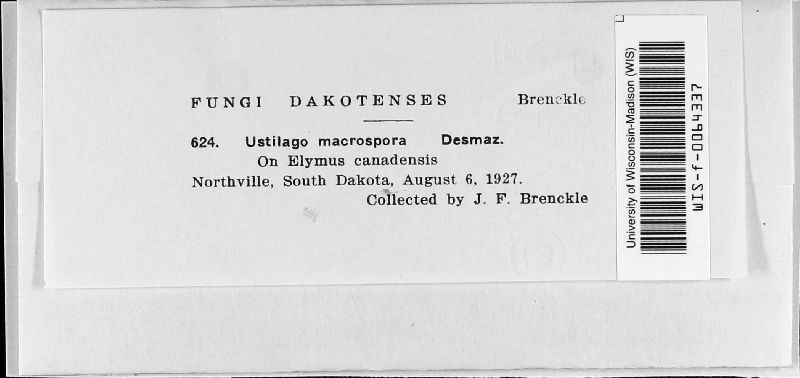 FUNGI DAKOTENSES Brenckle
624. Ustilago macrospora Desmaz.
On Elymus canadensis
Northville, South Dakota, August 6, 1927.
Collected by J. F. Brenckle
University of Wisconsin-Madison (WIS)
WIS-f-0094337